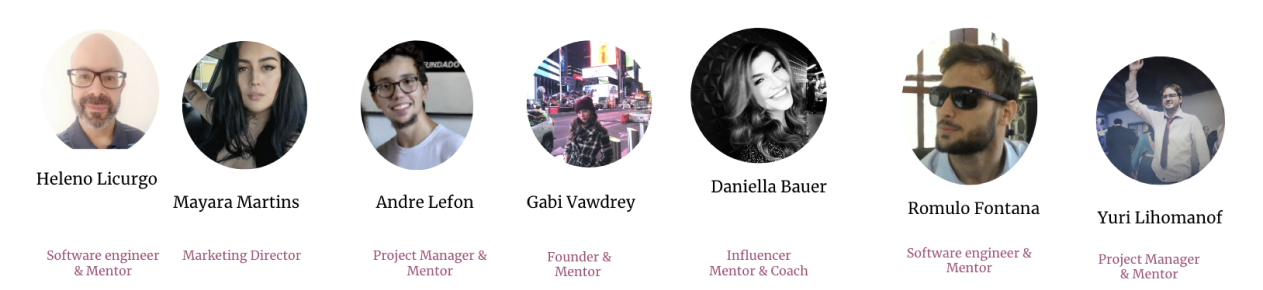 UNDADO
Heleno Licurgo
Mayara Martins
Andre Lefon
Gabi Vawdrey
Daniella Bauer
Romulo Fontana
Yuri Lihomanof
Software engineer
& Mentor
Marketing Director
Project Manager &
Mentor
Founder &
Mentor
Influencer
Mentor & Coach
Software engineer &
Mentor
Project Manager
& Mentor